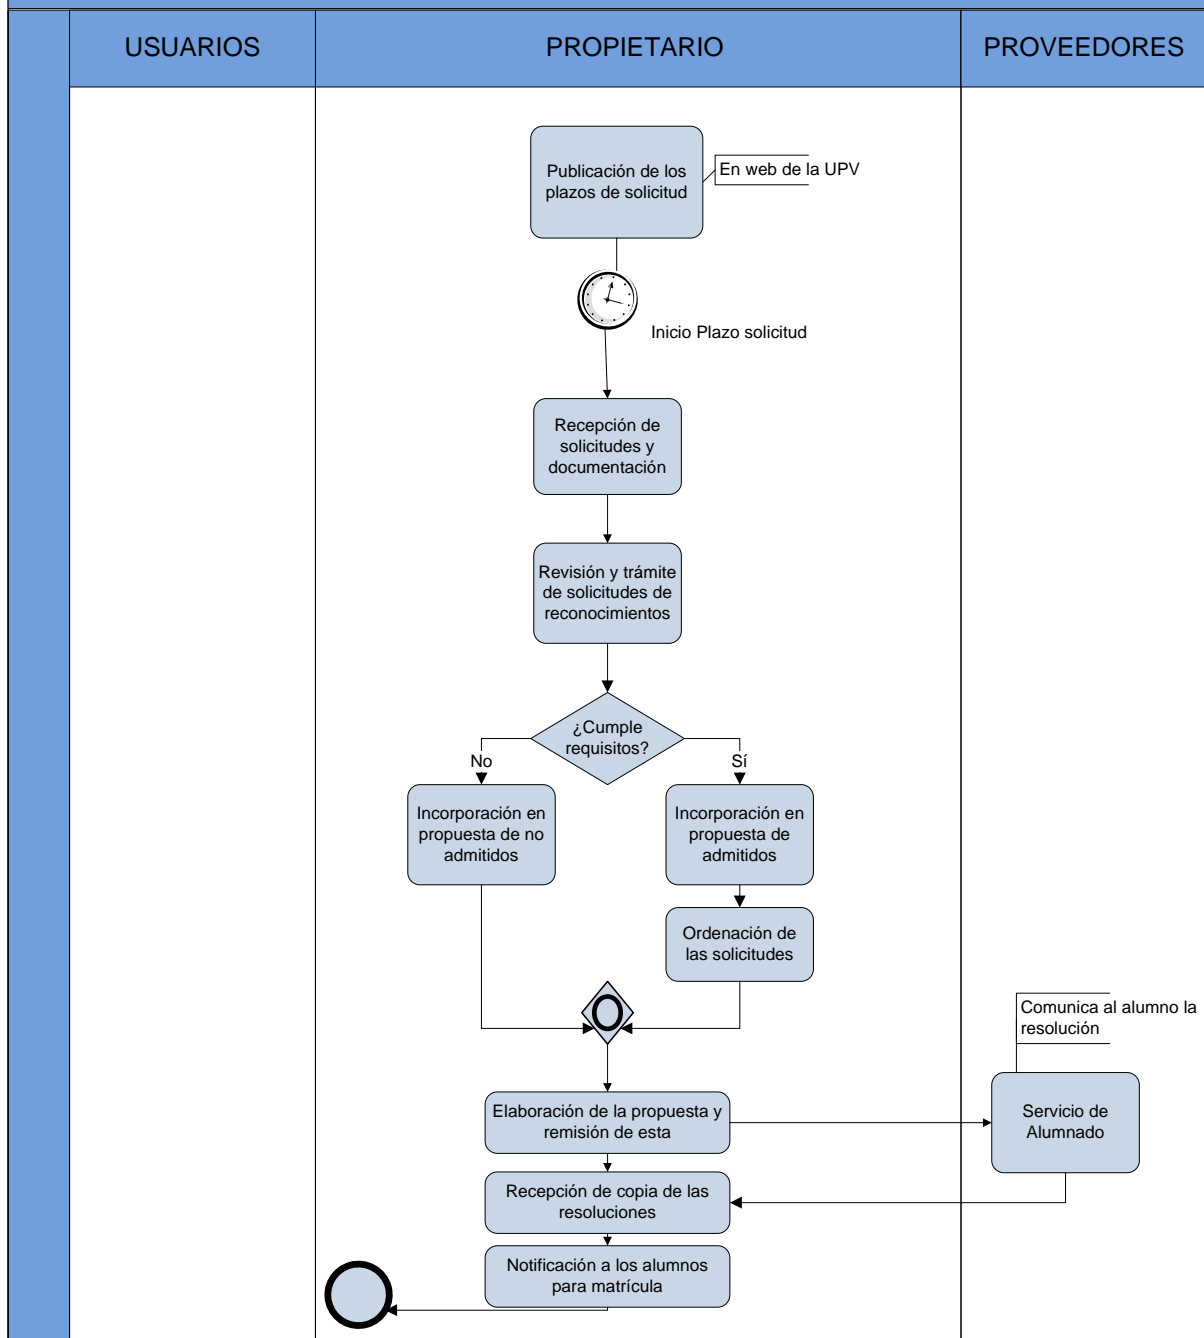 USUARIOS
PROPIETARIO
PROVEEDORES
Publicación de los
plazos de solicitud
En web de la UPV
Inicio Plazo solicitud
Recepción de
solicitudes y
documentación
Revisión y trámite
de solicitudes de
reconocimientos
¿Cumple
requisitos?
No
Sí
Incorporación en
propuesta de no
admitidos
Incorporación en
propuesta de
admitidos
Ordenación de
las solicitudes
Comunica al alumno la
resolución
Elaboración de la propuesta y
remisión de esta
Servicio de
Alumnado
Recepción de copia de las
resoluciones
Notificación a los alumnos
para matrícula